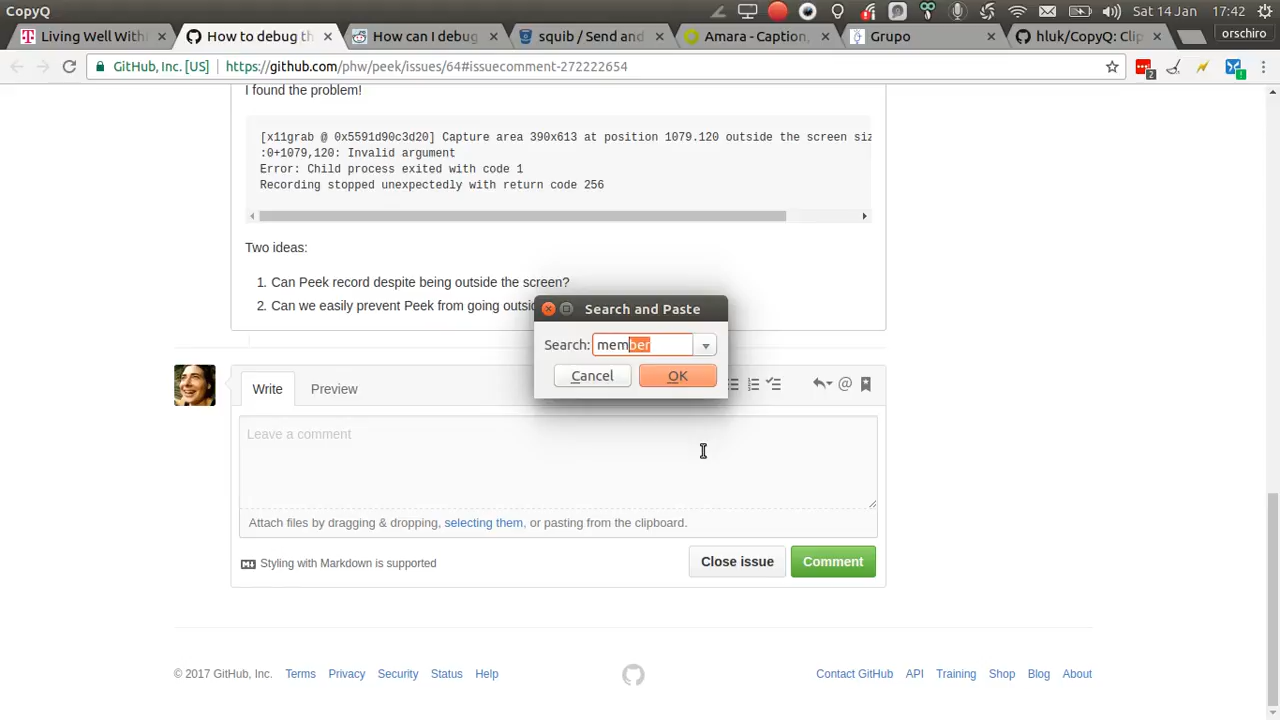 CopyQ
Sat 14 Jan 17:42
Living Well With
How to debug th
How can I debug
squib / Send and
Amara - Caption,
Grupo
hluk/CopyQ: Clip
orschiro
GitHub, Inc. [US] https://github.com/phw/peek/issues/64#issuecomment-272222654
2
I found the problem!
[x11grab @ 0x5591d90c3d20] Capture area 390x613 at position 1079.120 outside the screen siz
:0+1079,120: Invalid argument
Error: Child process exited with code 1
Recording stopped unexpectedly with return code 256
Two ideas:
1. Can Peek record despite being outside the screen?
2. Can we easily prevent Peek from going outsid
Search and Paste
Search: member
Cancel OK
Write Preview
Leave a comment
Attach files by dragging & dropping, selecting them, or pasting from the clipboard.
Styling with Markdown is supported
Close issue Comment
© 2017 GitHub, Inc. Terms Privacy Security Status Help
Contact GitHub API Training Shop Blog About